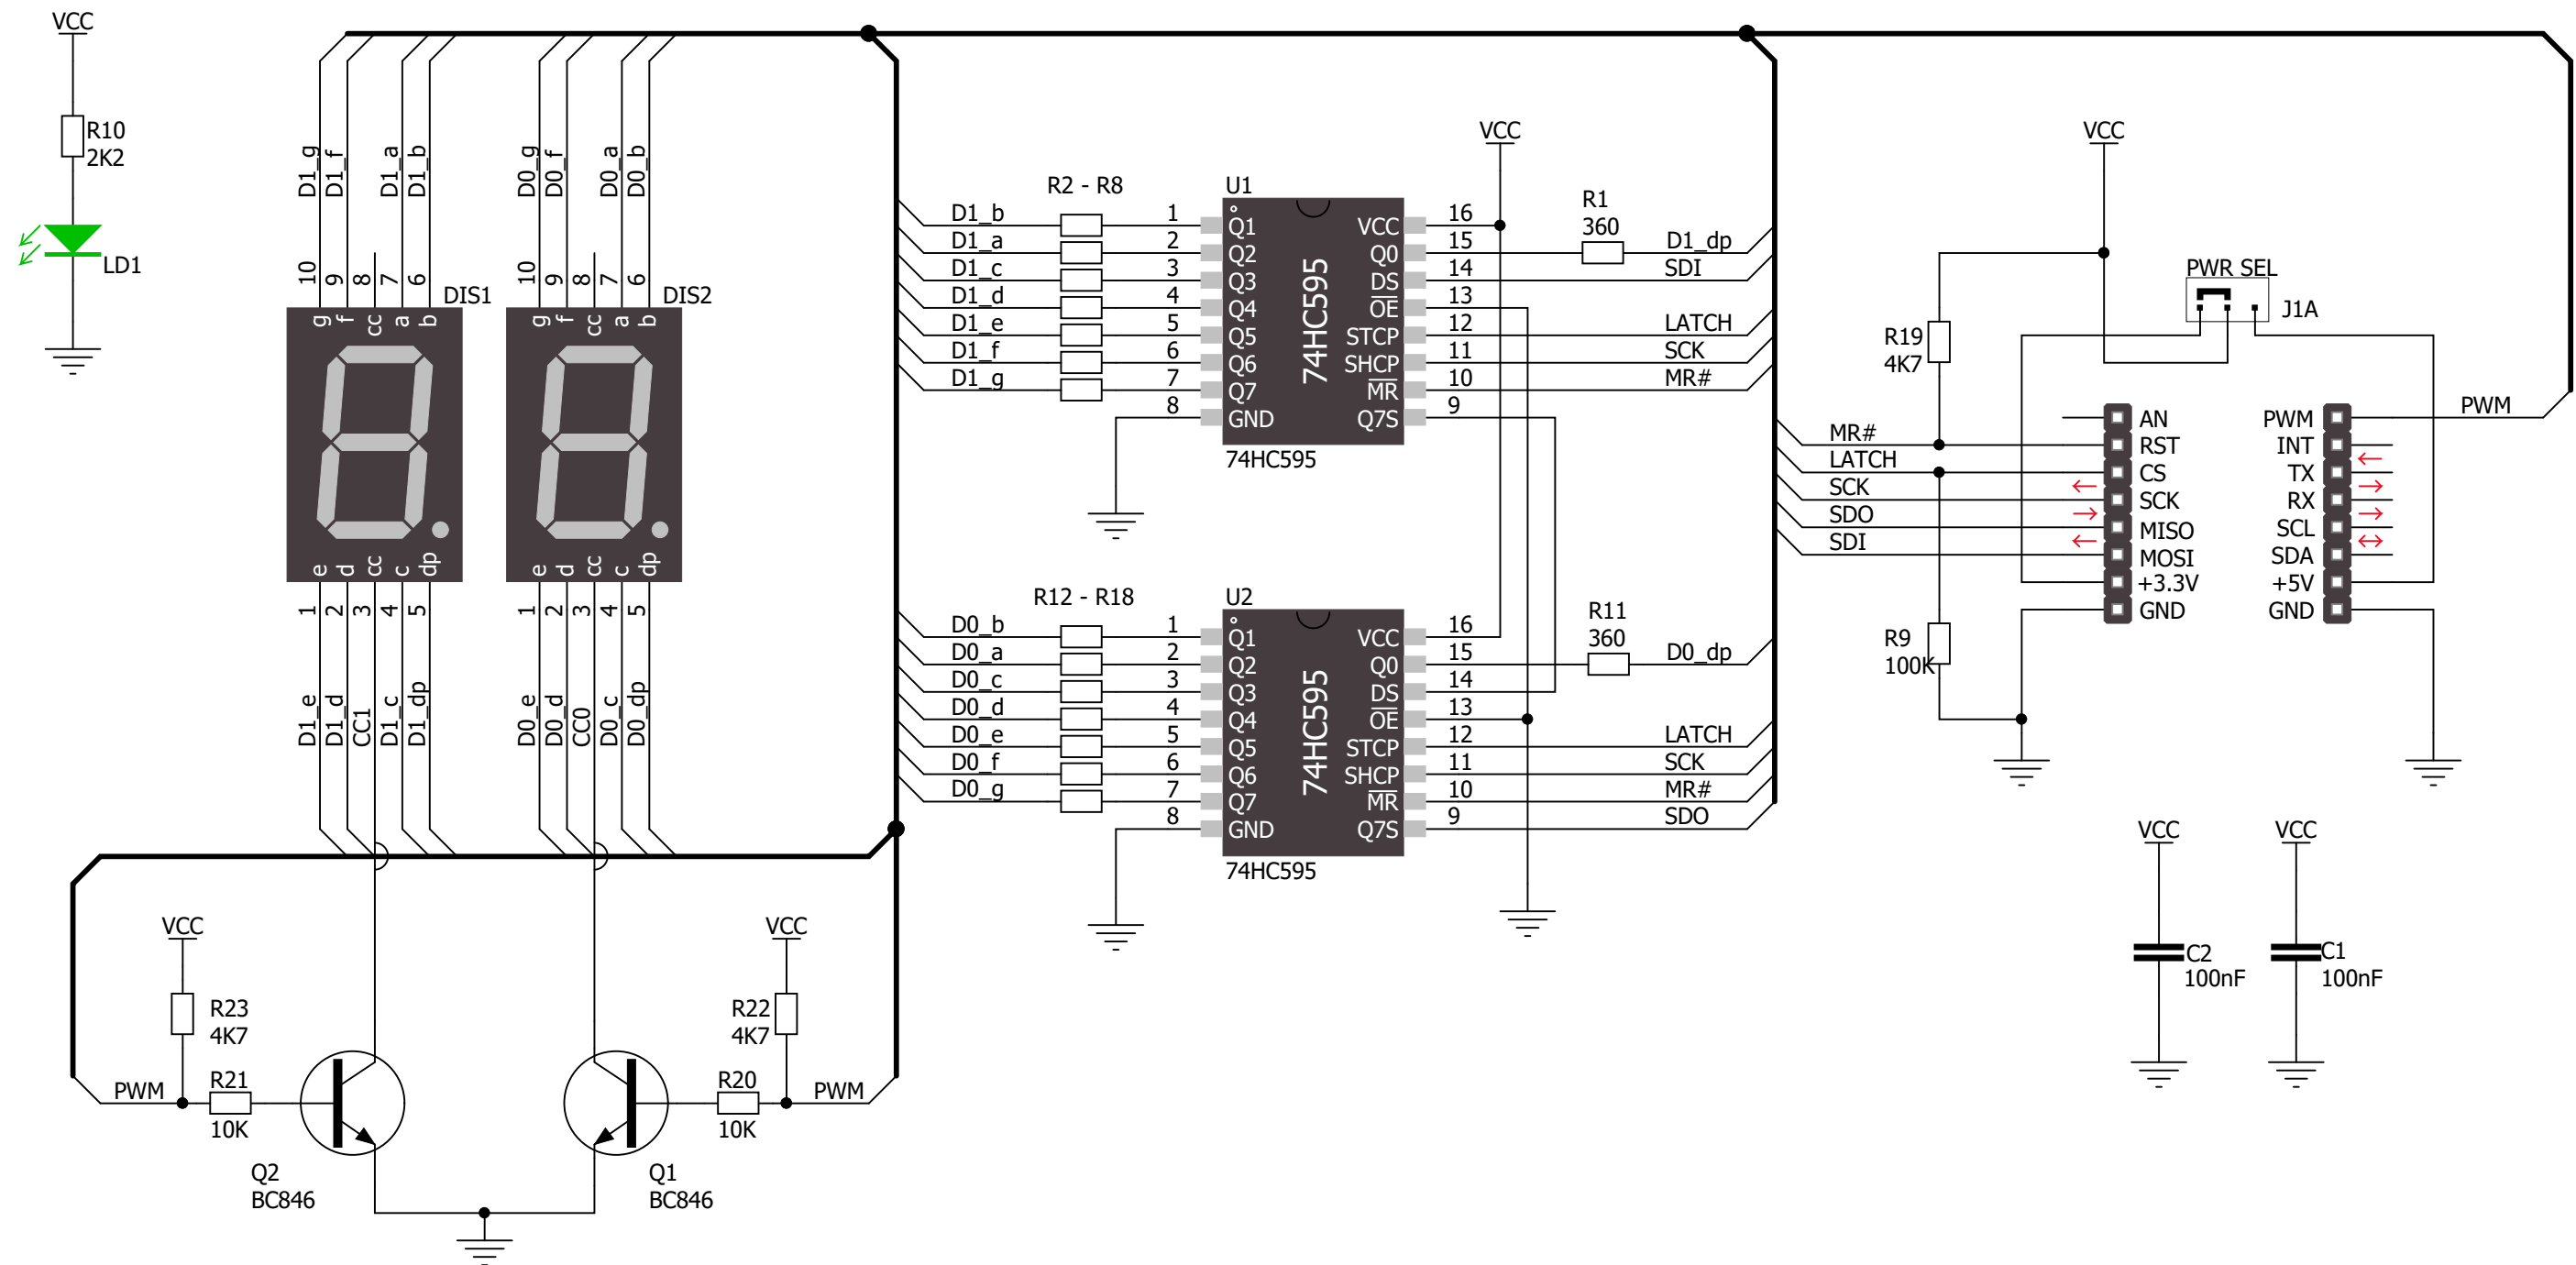 VCC
R10
2K2
LD1
D1_g
D1_f
D1_a
D1_b
10
9
8
7
6
DIS1
g
f
cc
a
b
e
d
cc
c
dp
1
2
3
4
5
D1_e
D1_d
CC1
D1_c
D1_dp
D0_g
D0_f
D0_a
D0_b
10
9
8
7
6
DIS2
g
f
cc
a
b
e
d
cc
c
dp
1
2
3
4
5
D0_e
D0_d
CC0
D0_c
D0_dp
VCC
R23
4K7
PWM
R21
10K
Q2
BC846
VCC
R22
4K7
R20
10K
PWM
Q1
BC846
R2 - R8
D1_b
D1_a
D1_c
D1_d
D1_e
D1_f
D1_g
1
2
3
4
5
6
7
8
U1
Q1
Q2
Q3
Q4
Q5
Q6
Q7
GND
74HC595
VCC
Q0
DS
OE
STCP
SHCP
MR
Q7S
74HC595
16
15
14
13
12
11
10
9
VCC
R1
360
D1_dp
SDI
LATCH
SCK
MR#
R12 - R18
D0_b
D0_a
D0_c
D0_d
D0_e
D0_f
D0_g
1
2
3
4
5
6
7
8
U2
Q1
Q2
Q3
Q4
Q5
Q6
Q7
GND
74HC595
VCC
Q0
DS
OE
STCP
SHCP
MR
Q7S
74HC595
16
15
14
13
12
11
10
9
R11
360
D0_dp
LATCH
SCK
MR#
SDO
VCC
PWR SEL
J1A
R19
4K7
MR#
LATCH
SCK
SDO
SDI
R9
100K
AN
RST
CS
SCK
MISO
MOSI
+3.3V
GND
PWM
INT
TX
RX
SCL
SDA
+5V
GND
PWM
VCC
C2
100nF
VCC
C1
100nF